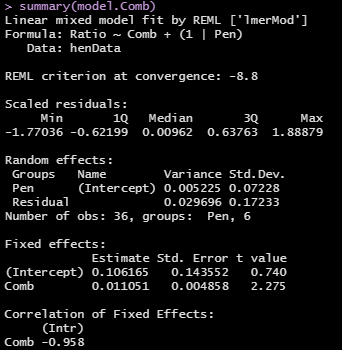 > summary(model.Comb)
Linear mixed model fit by REML ['lmerMod']
Formula: Ratio ~ Comb + (1 | Pen)
   Data: henData

REML criterion at convergence: -8.8

Scaled residuals:
     Min       1Q   Median       3Q      Max
-1.77036 -0.62199  0.00962  0.63763  1.88879

Random effects:
 Groups   Name        Variance Std.Dev.
 Pen      (Intercept) 0.005225 0.07228
 Residual             0.029696 0.17233
Number of obs: 36, groups:  Pen, 6

Fixed effects:
            Estimate Std. Error t value
(Intercept) 0.106165   0.143552   0.740
Comb        0.011051   0.004858   2.275

Correlation of Fixed Effects:
     (Intr)
Comb -0.958